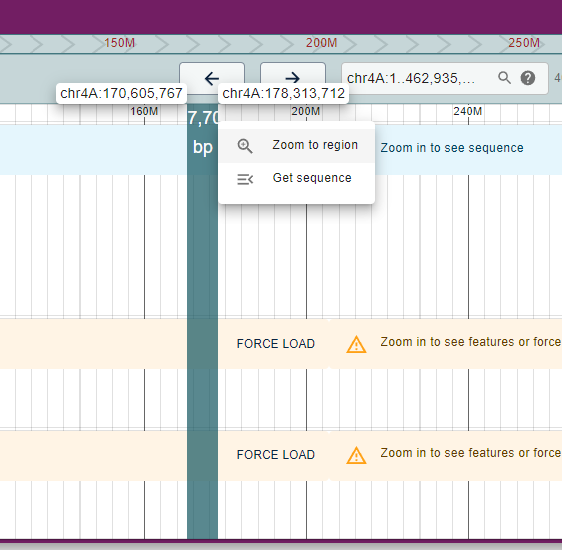 150M 200M 250M
chr4A:1..462,935,...
chr4A:170,605,767 chr4A:178,313,712
160M 200M 240M
7,70
bp
Zoom to region
Zoom in to see sequence
Get sequence
FORCE LOAD Zoom in to see features or force
FORCE LOAD Zoom in to see features or force